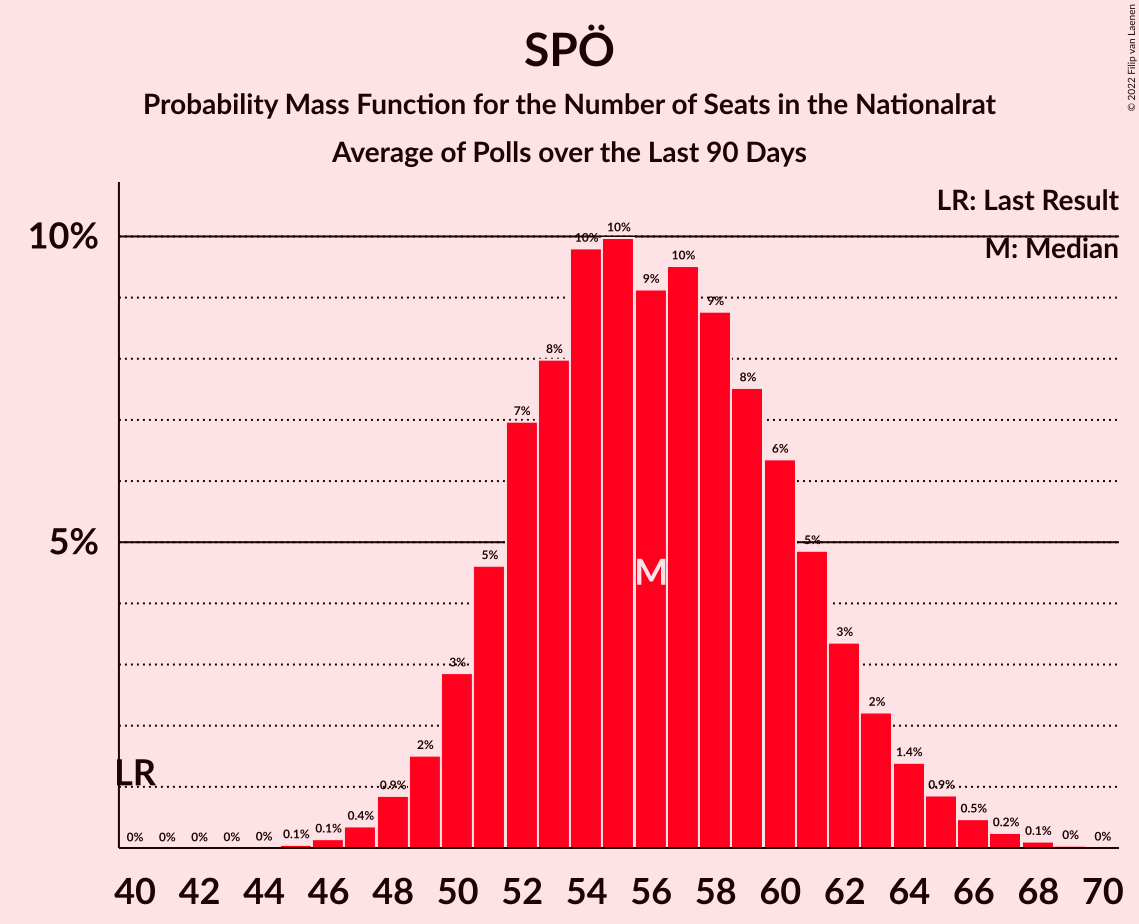 SPÖ
Probability Mass Function for the Number of Seats in the Nationalrat
Average of Polls over the Last 90 Days
© 2022 Filip van Laenen
LR: Last Result
M: Median
10%
5%
0% 0% 0% 0% 0% 0.1% 0.1% 0.4% 0.9% 2% 3% 5% 7% 8% 10% 10% 9% 10% 9% 8% 6% 5% 3% 2% 1.4% 0.9% 0.5% 0.2% 0.1% 0% 0%
M
LR
40 42 44 46 48 50 52 54 56 58 60 62 64 66 68 70